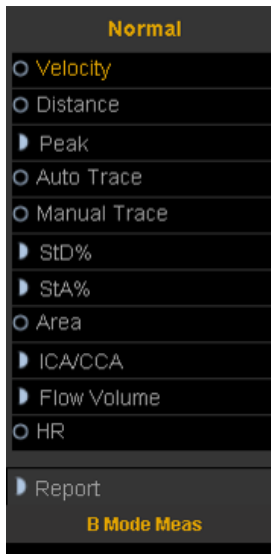 Normal
Velocity
Distance
Peak
Auto Trace
Manual Trace
StD%
StA%
Area
ICA/CCA
Flow Volume
HR
Report
B Mode Meas